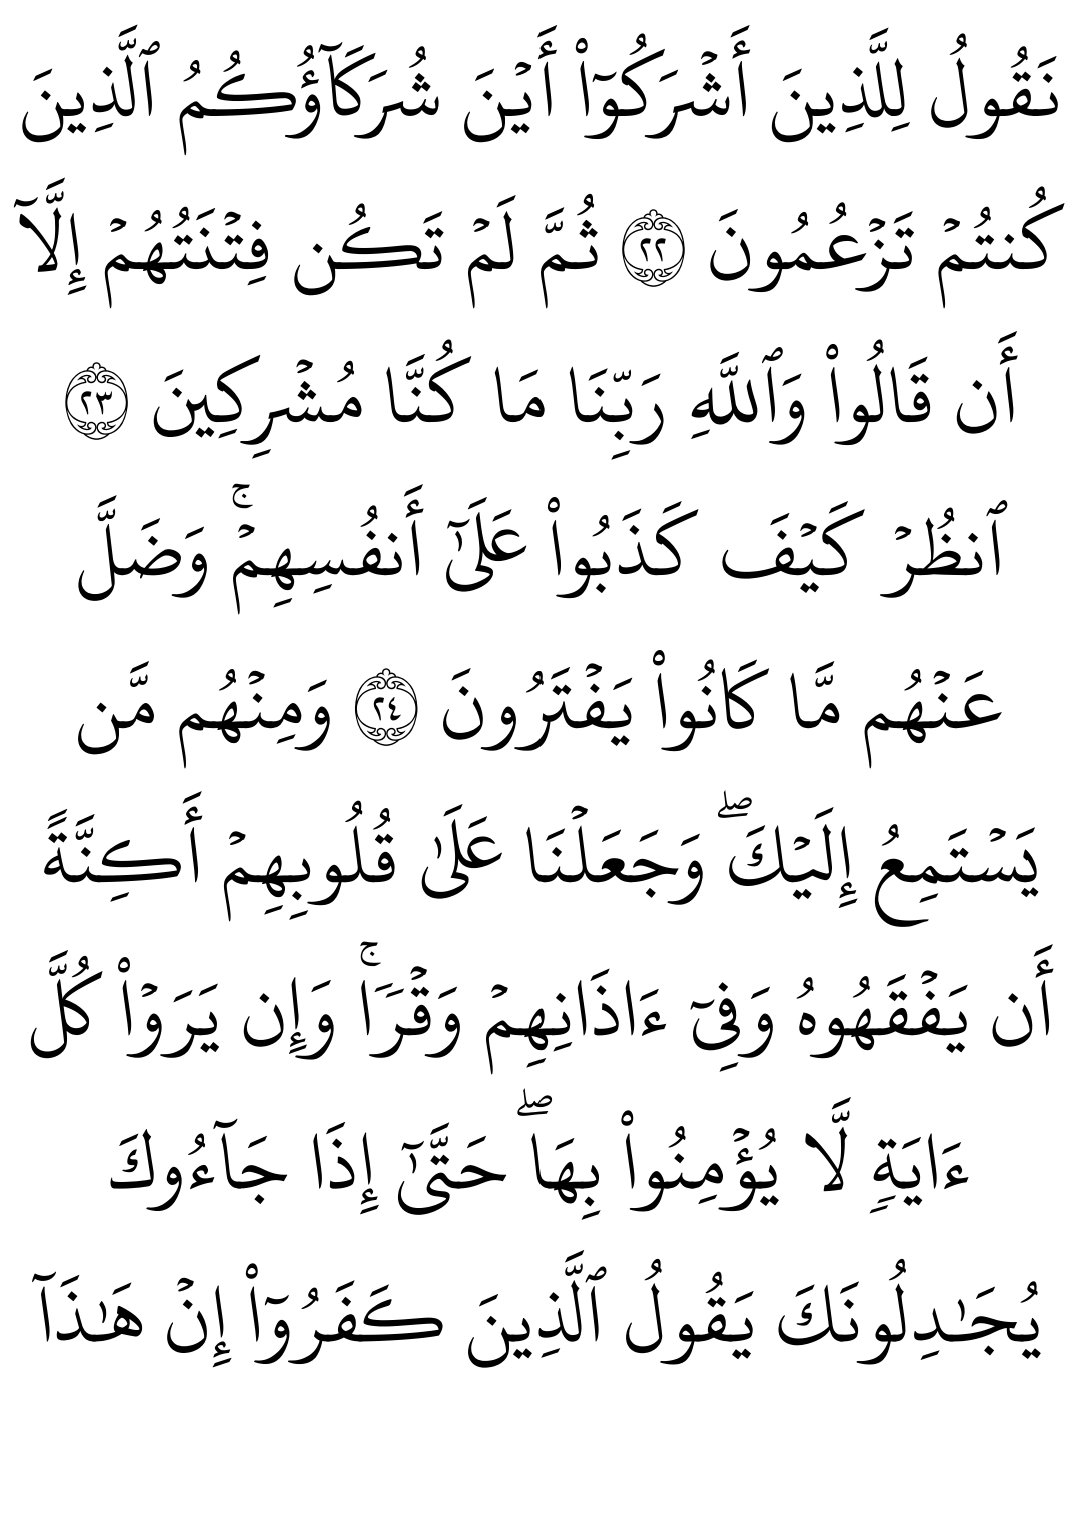 نَقُولُ لِلَّذِينَ أَشۡرَكُوٓاْ أَيۡنَ شُرَكَآؤُكُمُ ٱلَّذِينَ
كُنتُمۡ تَزۡعُمُونَ ٢٢ ثُمَّ لَمۡ تَكُن فِتۡنَتُهُمۡ إِلَّآ
أَن قَالُواْ وَٱللَّهِ رَبِّنَا مَا كُنَّا مُشۡرِكِينَ ٢٣
ٱنظُرۡ كَيۡفَ كَذَبُواْ عَلَىٰٓ أَنفُسِهِمۡۚ وَضَلَّ
عَنۡهُم مَّا كَانُواْ يَفۡتَرُونَ ٢٤ وَمِنۡهُم مَّن
يَسۡتَمِعُ إِلَيۡكَۖ وَجَعَلۡنَا عَلَىٰ قُلُوبِهِمۡ أَكِنَّةً
أَن يَفۡقَهُوهُ وَفِيٓ ءَاذَانِهِمۡ وَقۡرَۚا وَإِن يَرَوۡاْ كُلَّ
ءَايَةٖ لَّا يُؤۡمِنُواْ بِهَاۖ حَتَّىٰٓ إِذَا جَآءُوكَ
يُجَٰدِلُونَكَ يَقُولُ ٱلَّذِينَ كَفَرُوٓاْ إِنۡ هَٰذَآ